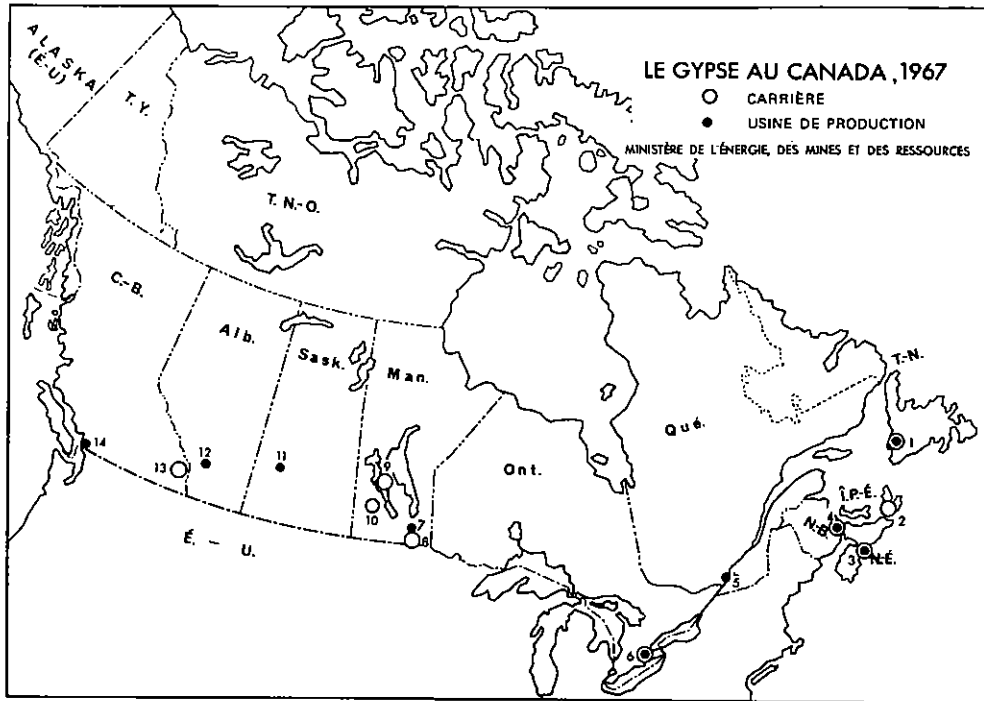 LE GYPSE AU CANADA, 1967
CARRIÈRE
USINE DE PRODUCTION
MINISTÈRE DE L'ÉNERGIE, DES MINES ET DES RESSOURCES
ALASKA
(É.-U)
T. Y.
T. N.-O.
C.-B.
Alb.
Sask.
Man.
Ont.
Qué.
T.-N.
Î.P.-É.
N.-B.
N.É.
É. – U.
1
2
3
4
5
6
7
8
9
10
11
12
13
14